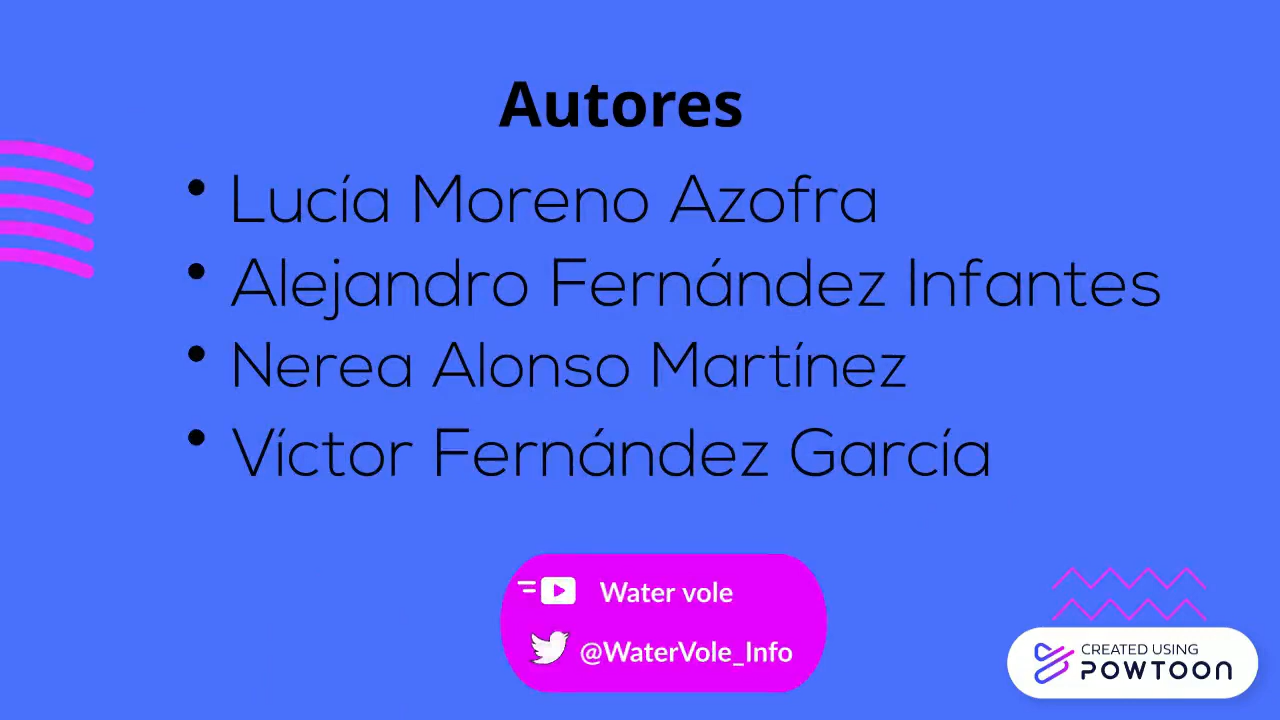 Autores
• Lucía Moreno Azofra
• Alejandro Fernández Infantes
• Nerea Alonso Martínez
• Víctor Fernández García
Water vole
@WaterVole_Info
CREATED USING
POWTOON